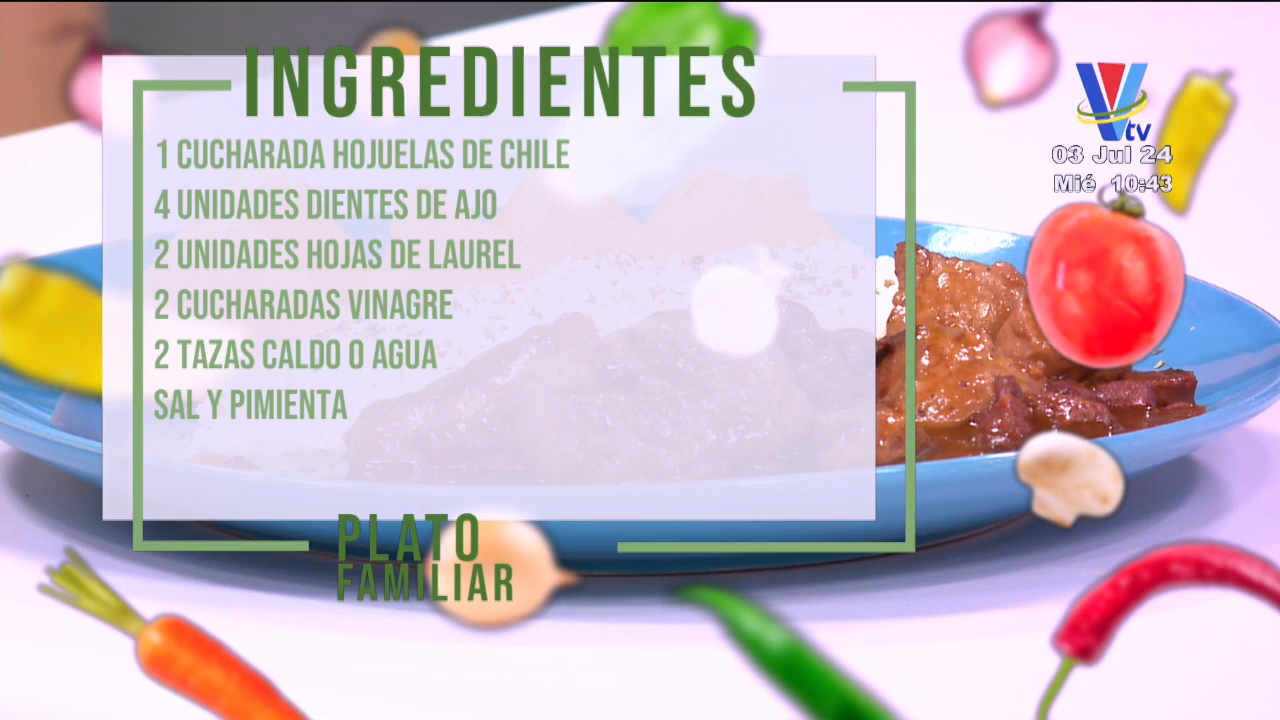 INGREDIENTES
1 CUCHARADA HOJUELAS DE CHILE
4 UNIDADES DIENTES DE AJO
2 UNIDADES HOJAS DE LAUREL
2 CUCHARADAS VINAGRE
2 TAZAS CALDO O AGUA
SAL Y PIMIENTA
PLATO
FAMILIAR
Vtv
03 Jul 24
Mié 10:43